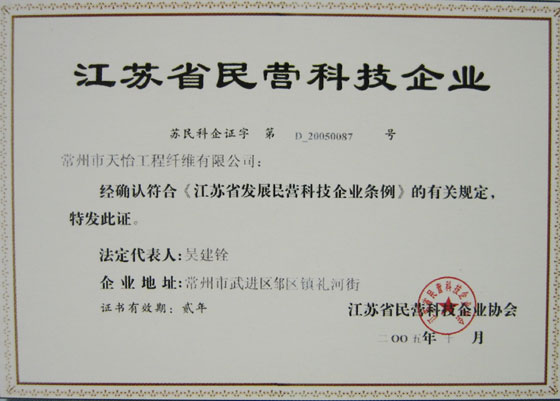 江苏省民营科技企业
苏民科企证字 第 D_20050087 号
常州市天怡工程纤维有限公司：
经确认符合《江苏省发展民营科技企业条例》的有关规定，
特发此证。
法定代表人：吴建铨
企业地址：常州市武进区邹区镇礼河街
证书有效期：贰年
江苏省民营科技企业协会
二OO五年十月